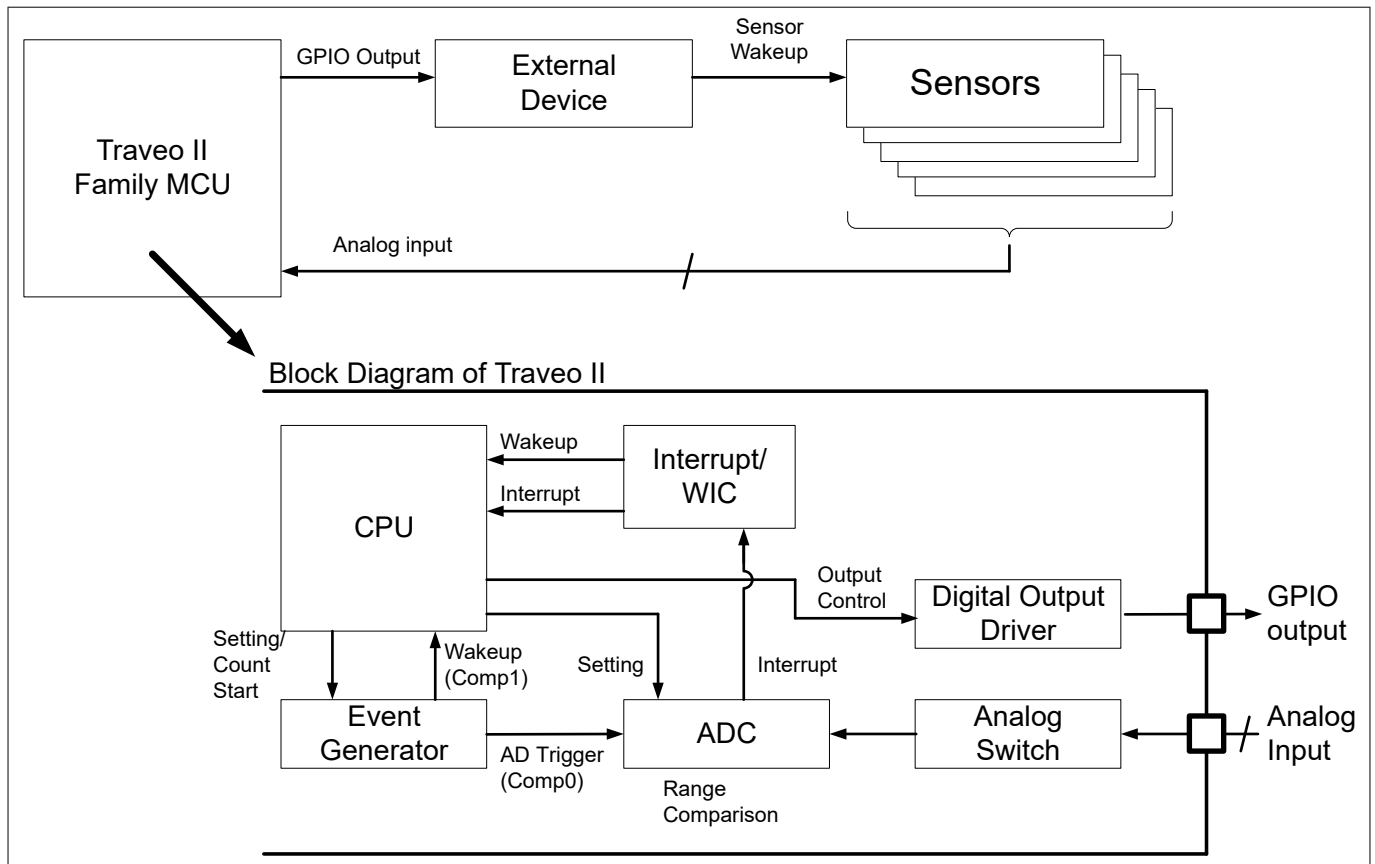 GPIO Output
Sensor
Wakeup
External
Device
Sensors
Traveo II
Family MCU
Analog input
Block Diagram of Traveo II
Wakeup
Interrupt/
WIC
Interrupt
CPU
Output
Control
Digital Output
Driver
GPIO
output
Setting/
Count
Start
Wakeup
(Comp1)
Setting
Interrupt
Event
Generator
AD Trigger
(Comp0)
ADC
Range
Comparison
Analog
Switch
Analog
Input